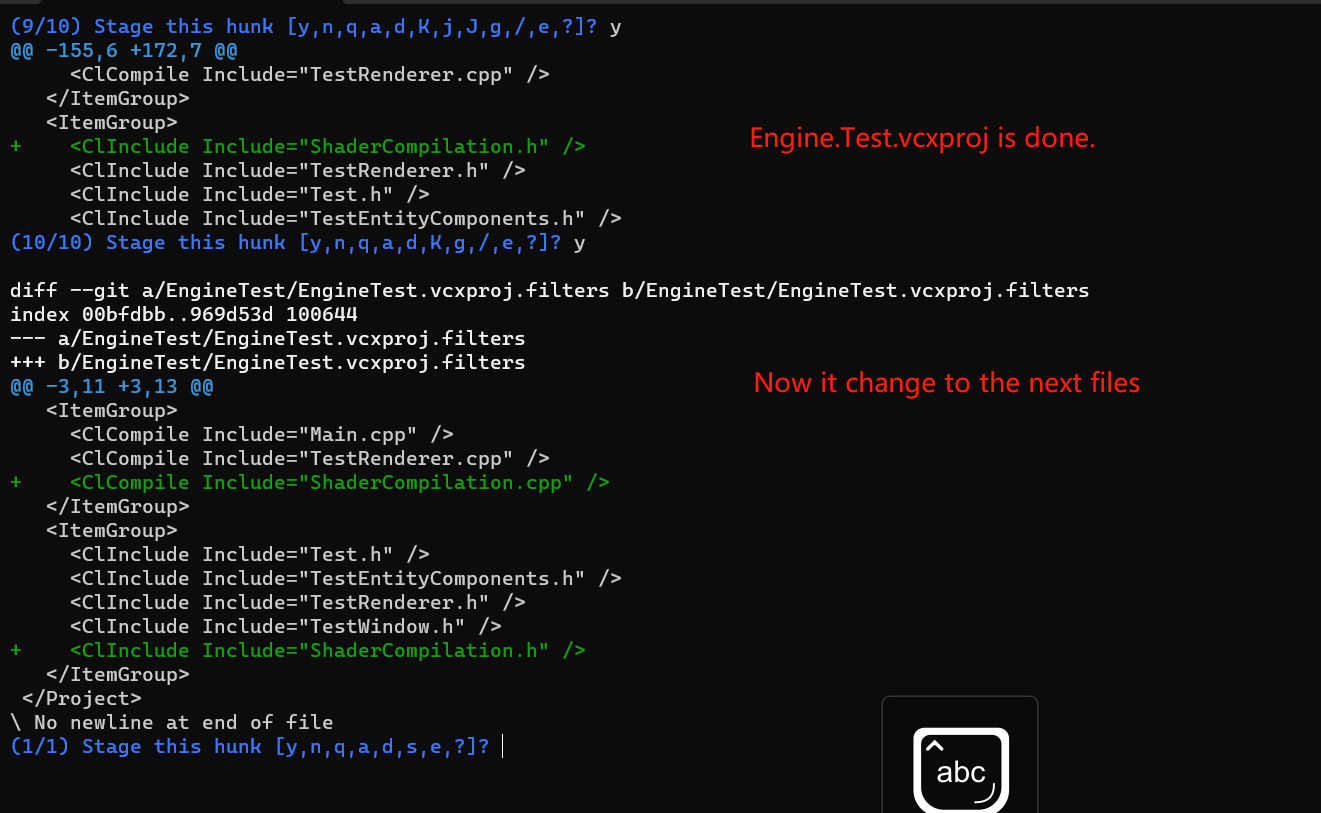 (9/10) Stage this hunk [y,n,q,a,d,K,j,J,g,/,e,?]? y
@@ -155,6 +172,7 @@
     <ClCompile Include="TestRenderer.cpp" />
   </ItemGroup>
   <ItemGroup>
+    <ClInclude Include="ShaderCompilation.h" />
Engine.Test.vcxproj is done.
     <ClInclude Include="TestRenderer.h" />
     <ClInclude Include="Test.h" />
     <ClInclude Include="TestEntityComponents.h" />
(10/10) Stage this hunk [y,n,q,a,d,K,g,/,e,?]? y
diff --git a/EngineTest/EngineTest.vcxproj.filters b/EngineTest/EngineTest.vcxproj.filters
index 00bfdbb..969d53d 100644
--- a/EngineTest/EngineTest.vcxproj.filters
+++ b/EngineTest/EngineTest.vcxproj.filters
@@ -3,11 +3,13 @@
Now it change to the next files
   <ItemGroup>
     <ClCompile Include="Main.cpp" />
     <ClCompile Include="TestRenderer.cpp" />
+    <ClCompile Include="ShaderCompilation.cpp" />
   </ItemGroup>
   <ItemGroup>
     <ClInclude Include="Test.h" />
     <ClInclude Include="TestEntityComponents.h" />
     <ClInclude Include="TestRenderer.h" />
     <ClInclude Include="TestWindow.h" />
+    <ClInclude Include="ShaderCompilation.h" />
   </ItemGroup>
 </Project>
\ No newline at end of file
(1/1) Stage this hunk [y,n,q,a,d,s,e,?]?
abc